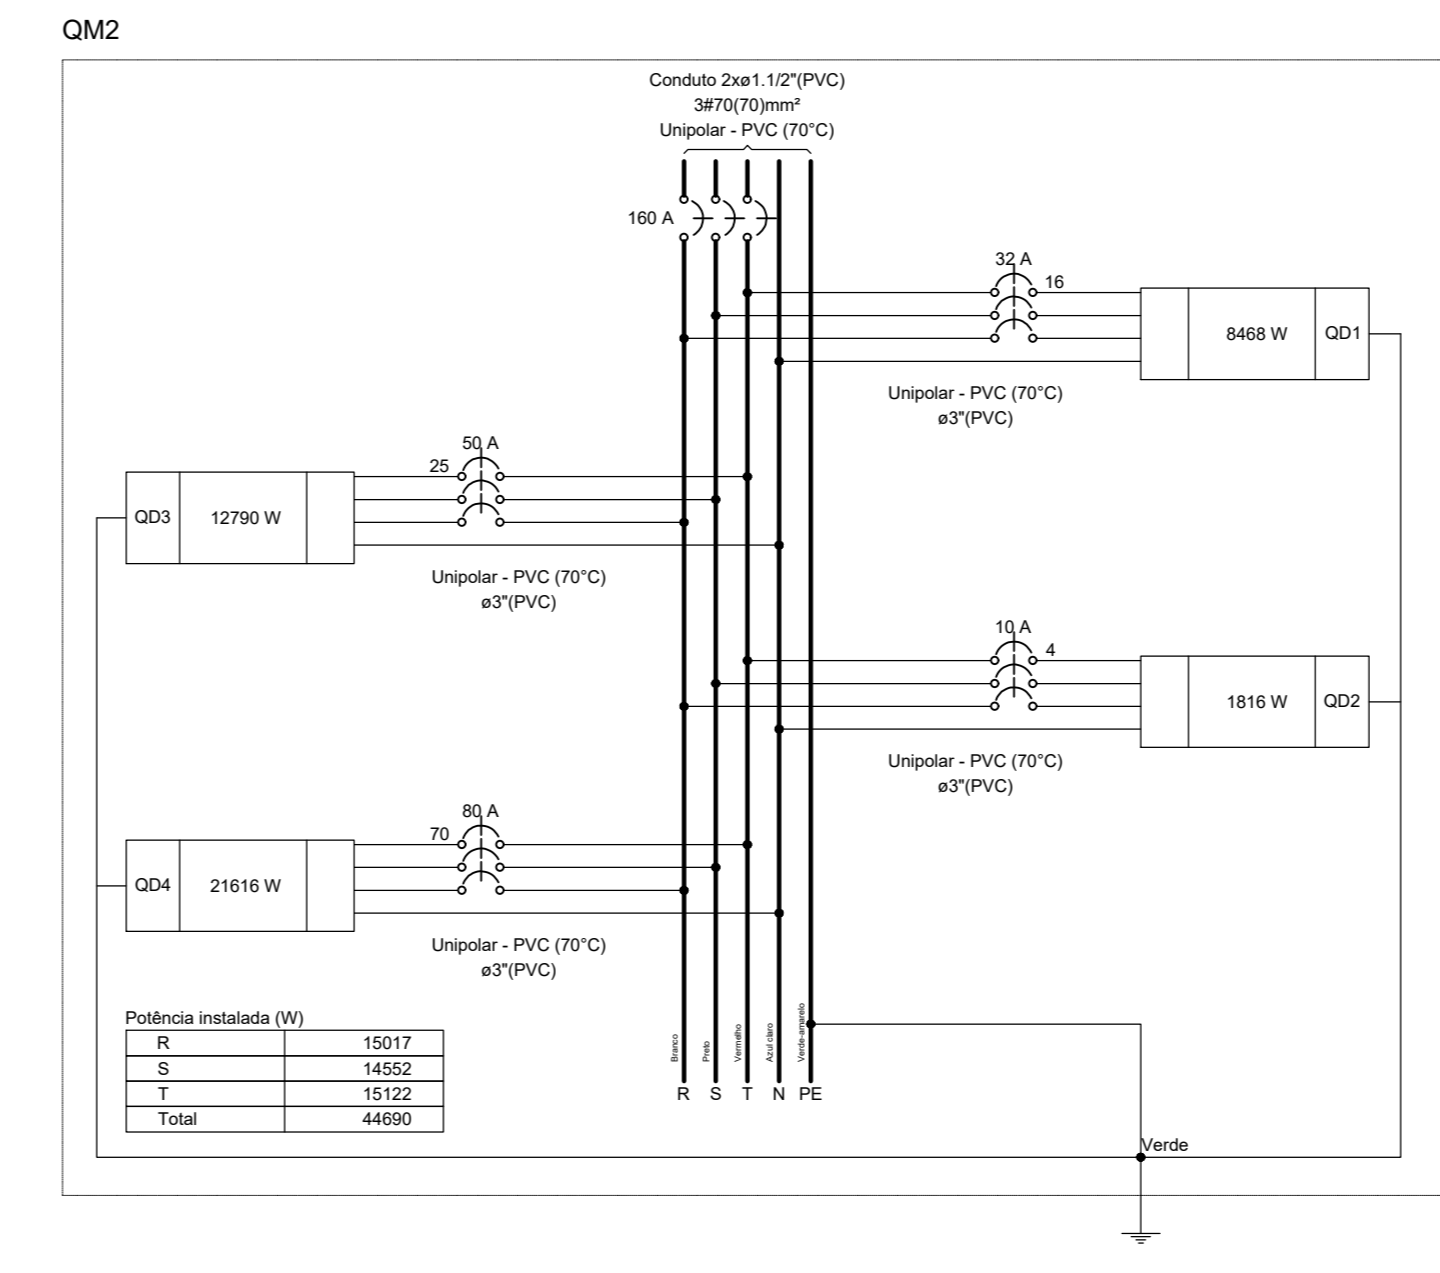 QM2
Conduto 2xø1.1/2"(PVC)
3#70(70)mm²
Unipolar - PVC (70°C)
160 A
32 A
16
8468 W
QD1
Unipolar - PVC (70°C)
ø3"(PVC)
50 A
25
QD3
12790 W
Unipolar - PVC (70°C)
ø3"(PVC)
10 A
4
1816 W
QD2
Unipolar - PVC (70°C)
ø3"(PVC)
80 A
70
QD4
21616 W
Unipolar - PVC (70°C)
ø3"(PVC)
Potência instalada (W)
R 15017
S 14552
T 15122
Total 44690
Branco
Preto
Vermelho
Azul claro
Verde-amarelo
R S T N PE
Verde